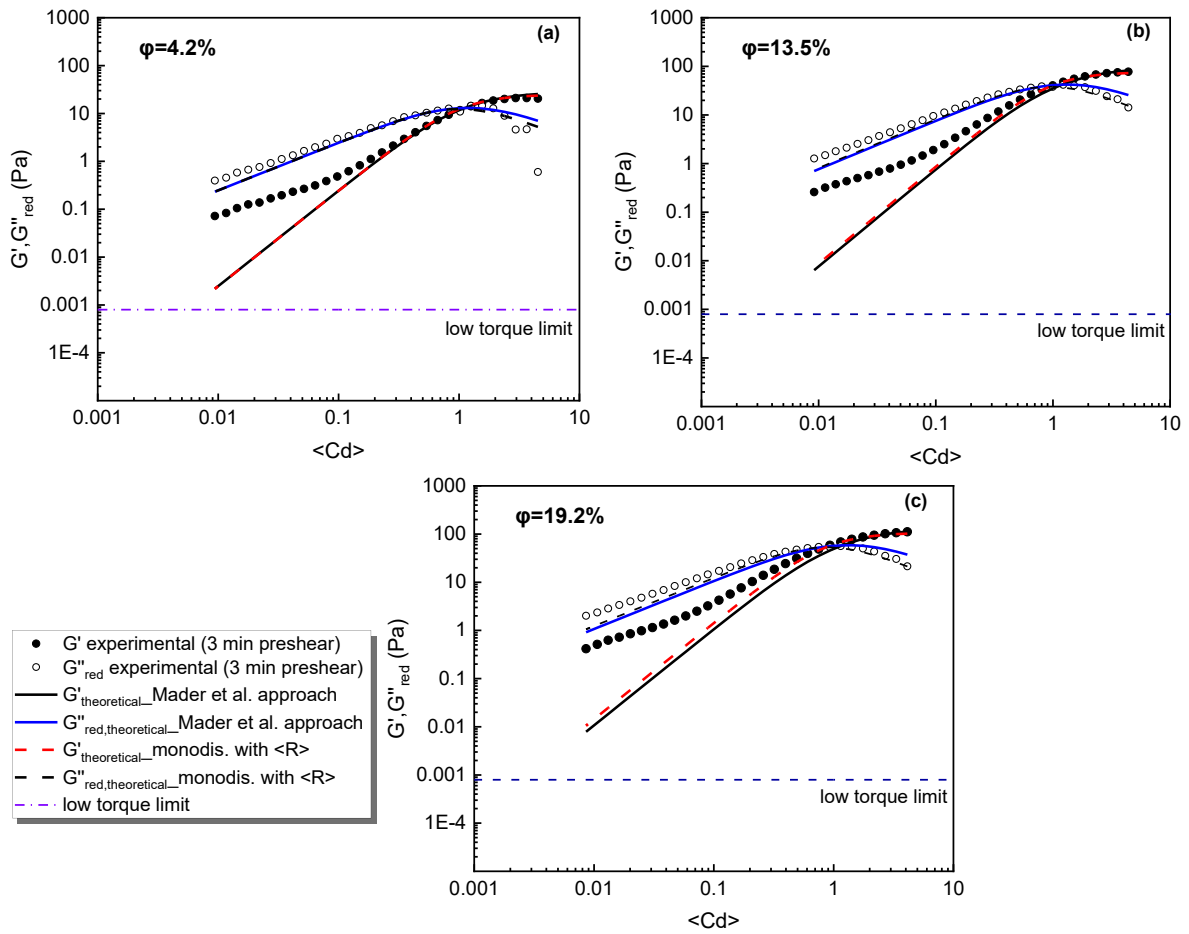 (a)
φ=4.2%
1000
100
10
1
0.1
0.01
0.001
1E-4
G',G''red (Pa)
low torque limit
0.001 0.01 0.1 1 10
<Cd>
(b)
φ=13.5%
1000
100
10
1
0.1
0.01
0.001
1E-4
G',G''red (Pa)
low torque limit
0.001 0.01 0.1 1 10
<Cd>
(c)
φ=19.2%
1000
100
10
1
0.1
0.01
0.001
1E-4
G',G''red (Pa)
low torque limit
0.001 0.01 0.1 1 10
<Cd>
G' experimental (3 min preshear)
G''red experimental (3 min preshear)
G'theoretical_Mader et al. approach
G''red,theoretical_Mader et al. approach
G'theoretical_monodis. with <R>
G''red,theoretical_monodis. with <R>
low torque limit